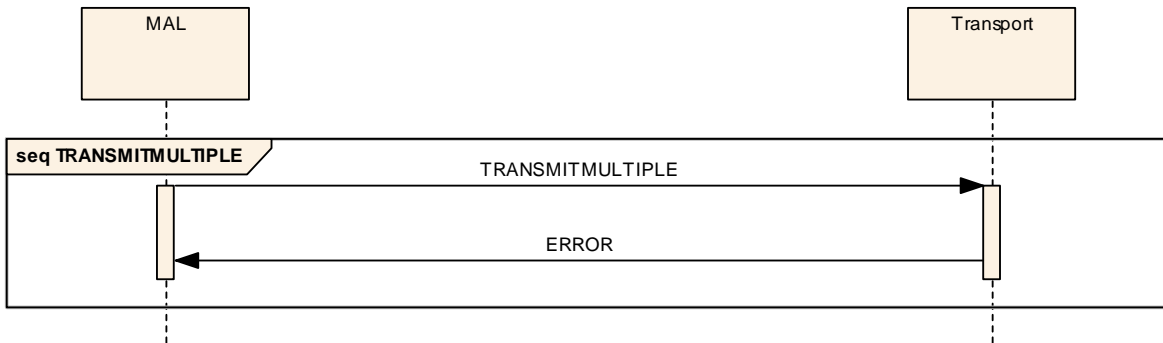 MAL
Transport
seq TRANSMITMULTIPLE
TRANSMITMULTIPLE
ERROR